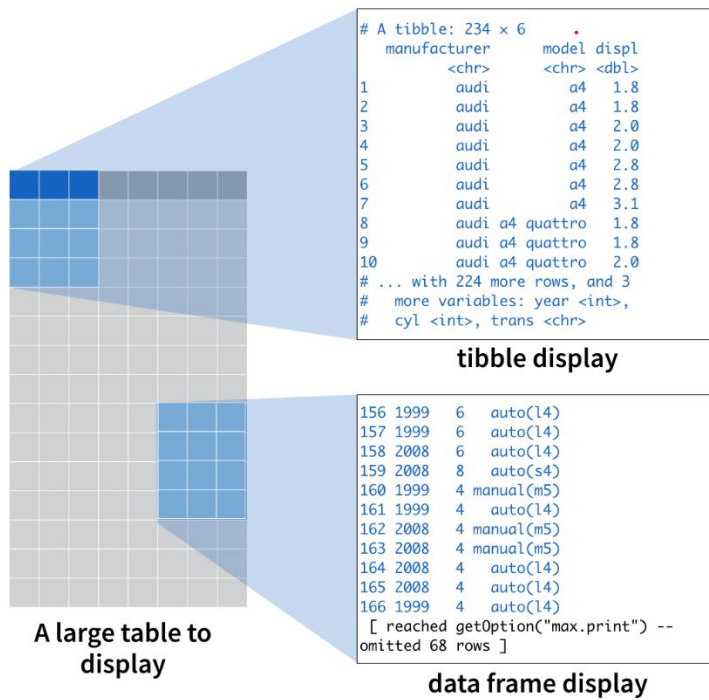 # A tibble: 234 × 6
manufacturer model displ
<chr> <chr> <dbl>
1 audi a4 1.8
2 audi a4 1.8
3 audi a4 2.0
4 audi a4 2.0
5 audi a4 2.8
6 audi a4 2.8
7 audi a4 3.1
8 audi a4 quattro 1.8
9 audi a4 quattro 1.8
10 audi a4 quattro 2.0
# ... with 224 more rows, and 3
# more variables: year <int>,
# cyl <int>, trans <chr>
tibble display
156 1999 6 auto(l4)
157 1999 6 auto(l4)
158 2008 6 auto(l4)
159 2008 8 auto(s4)
160 1999 4 manual(m5)
161 1999 4 auto(l4)
162 2008 4 manual(m5)
163 2008 4 manual(m5)
164 2008 4 auto(l4)
165 2008 4 auto(l4)
166 1999 4 auto(l4)
[ reached getOption("max.print") --
omitted 68 rows ]
data frame display
A large table to
display